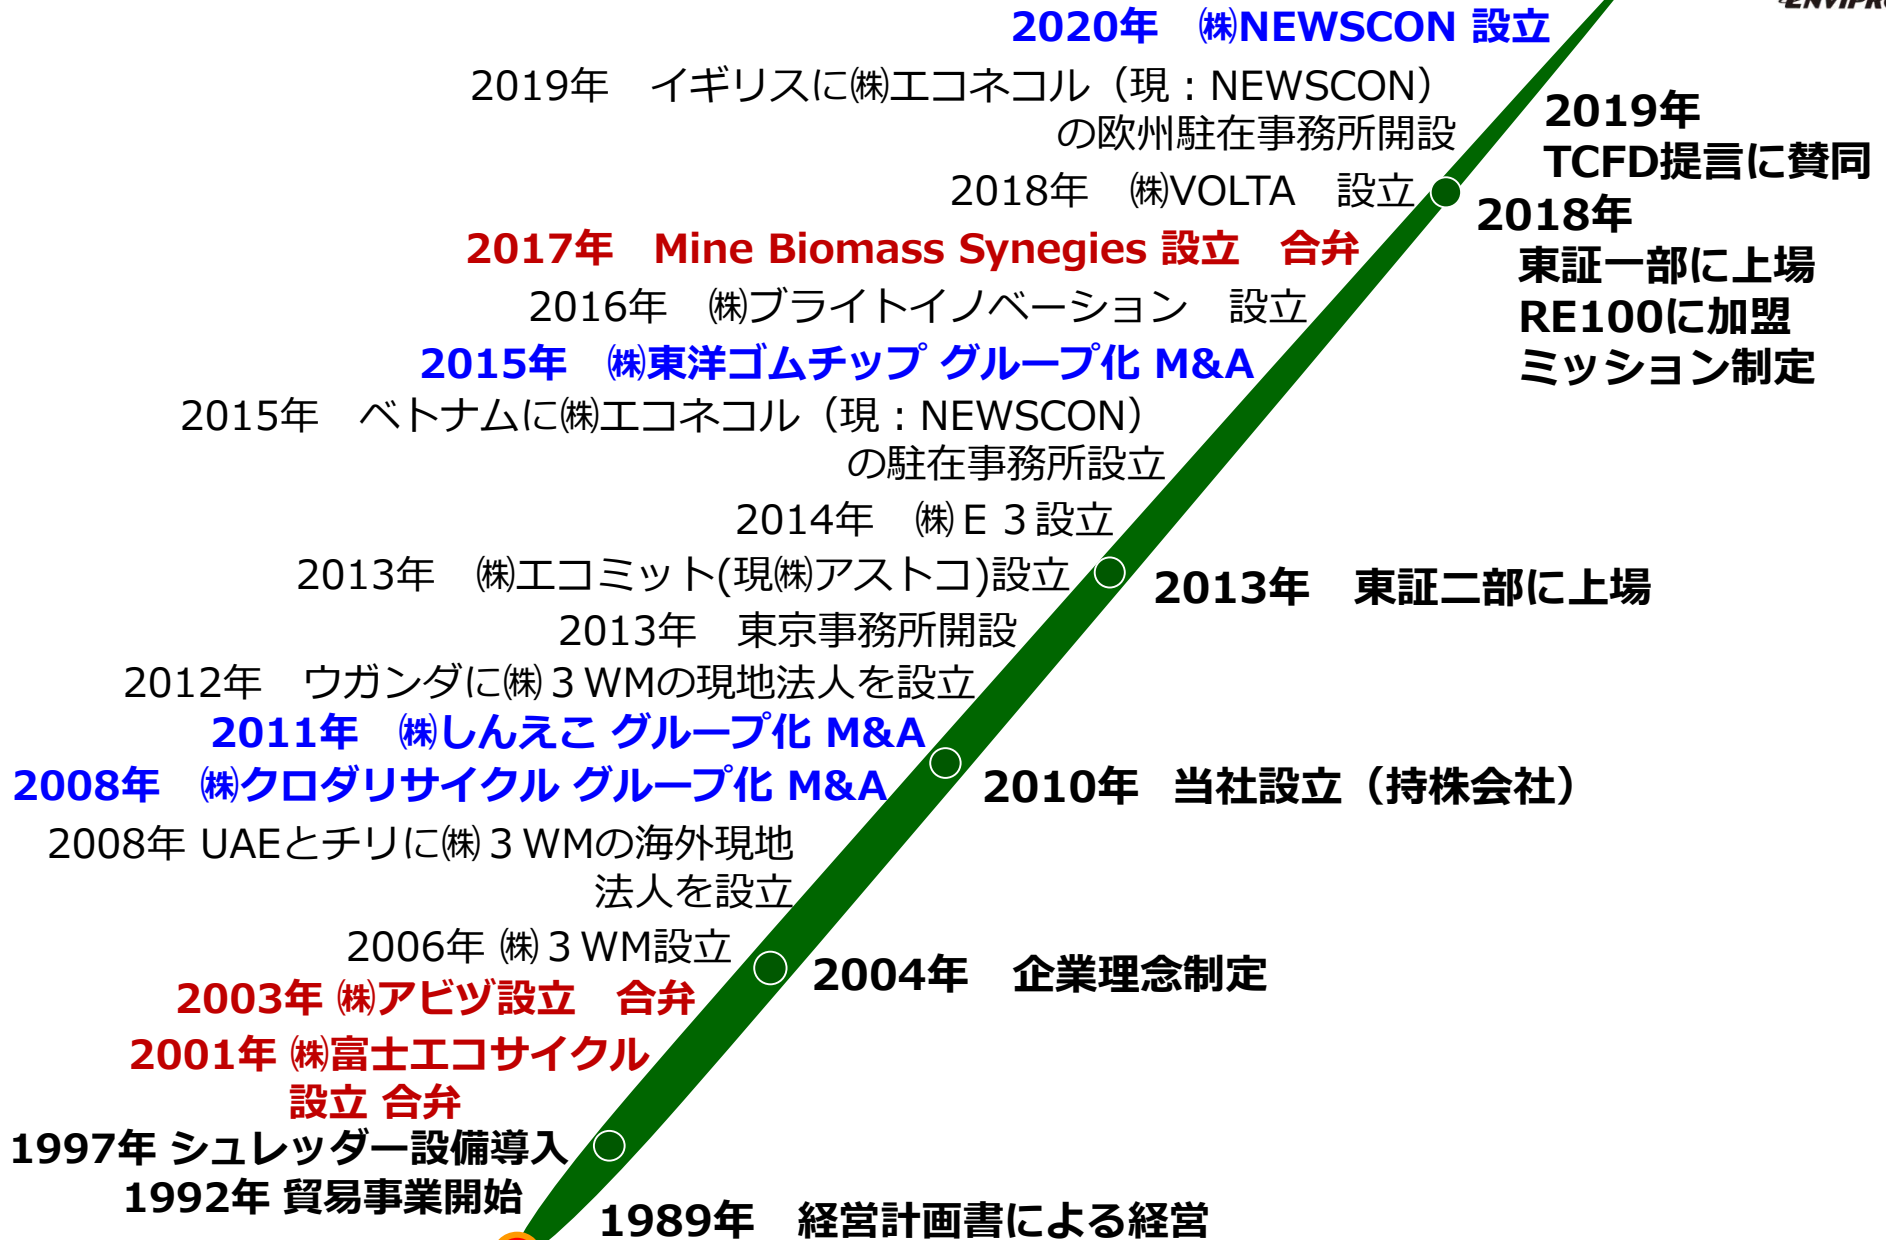 2020年　㈱NEWSCON 設立
2019年　イギリスに㈱エコネコル（現：NEWSCON）
の欧州駐在事務所開設
2018年　㈱VOLTA　設立
2017年　Mine Biomass Synegies 設立　合弁
2016年　㈱ブライトイノベーション　設立
2015年　㈱東洋ゴムチップ グループ化 M&A
2015年　ベトナムに㈱エコネコル（現：NEWSCON）
の駐在事務所設立
2014年　㈱Ｅ３設立
2013年　㈱エコミット(現㈱アストコ)設立
2013年　東京事務所開設
2012年　ウガンダに㈱３WMの現地法人を設立
2011年　㈱しんえこ グループ化 M&A
2008年　㈱クロダリサイクル グループ化 M&A
2008年 UAEとチリに㈱３WMの海外現地
法人を設立
2006年 ㈱３WM設立
2003年 ㈱アビヅ設立　合弁
2001年 ㈱富士エコサイクル
設立 合弁
1997年 シュレッダー設備導入
1992年 貿易事業開始
2019年
TCFD提言に賛同
2018年
東証一部に上場
RE100に加盟
ミッション制定
2013年　東証二部に上場
2010年　当社設立（持株会社）
2004年　企業理念制定
1989年　経営計画書による経営